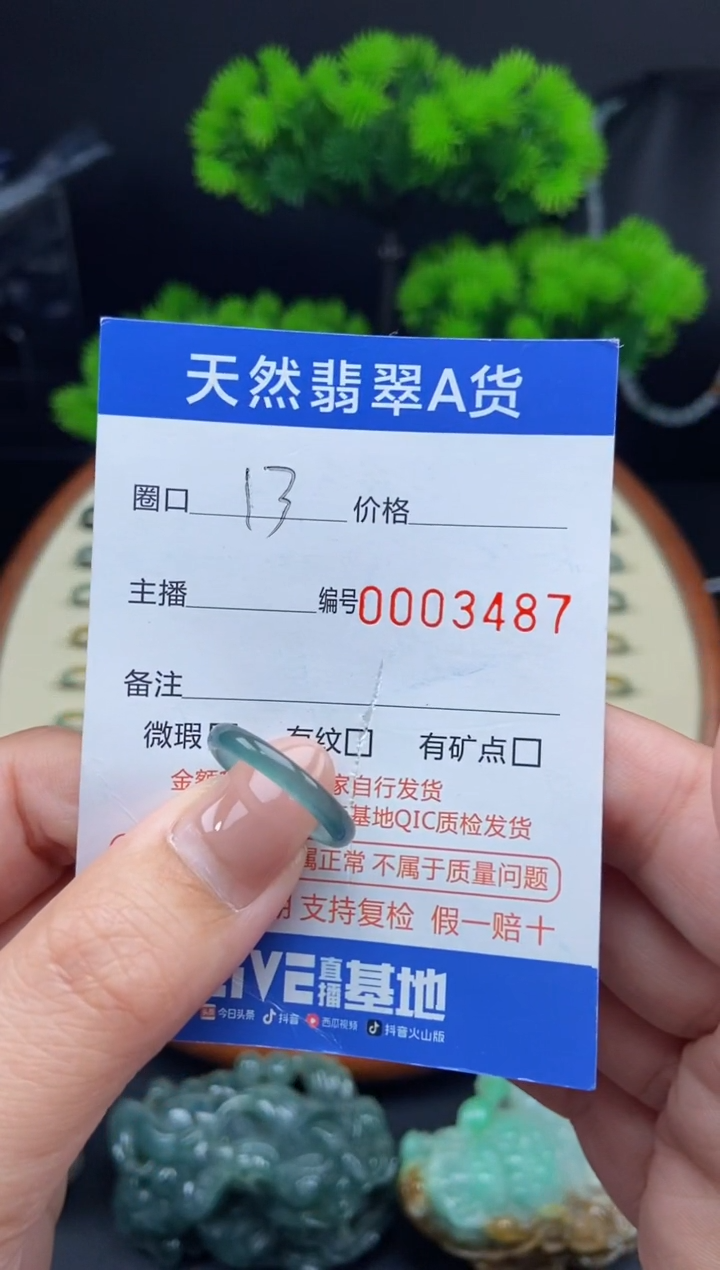 天然翡翠A货
圈口 13 价格
主播 编号0003487
备注
微瑕 有纹 有矿点
金额 家自行发货
基地QIC质检发货
属正常 不属于质量问题
支持复检 假一赔十
LIVE直播基地
今日头条 抖音 西瓜视频 抖音火山版